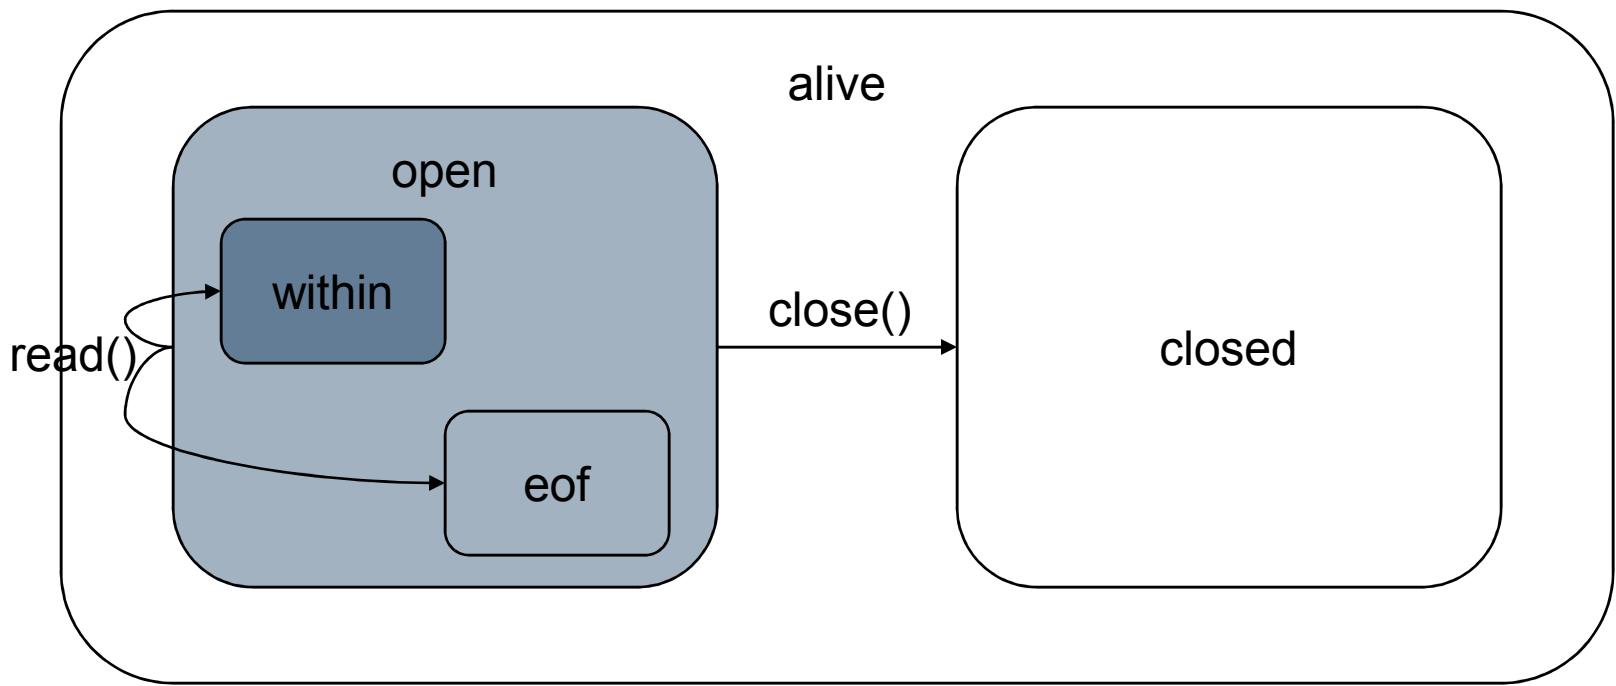 alive
open
within
read()
eof
close()
closed